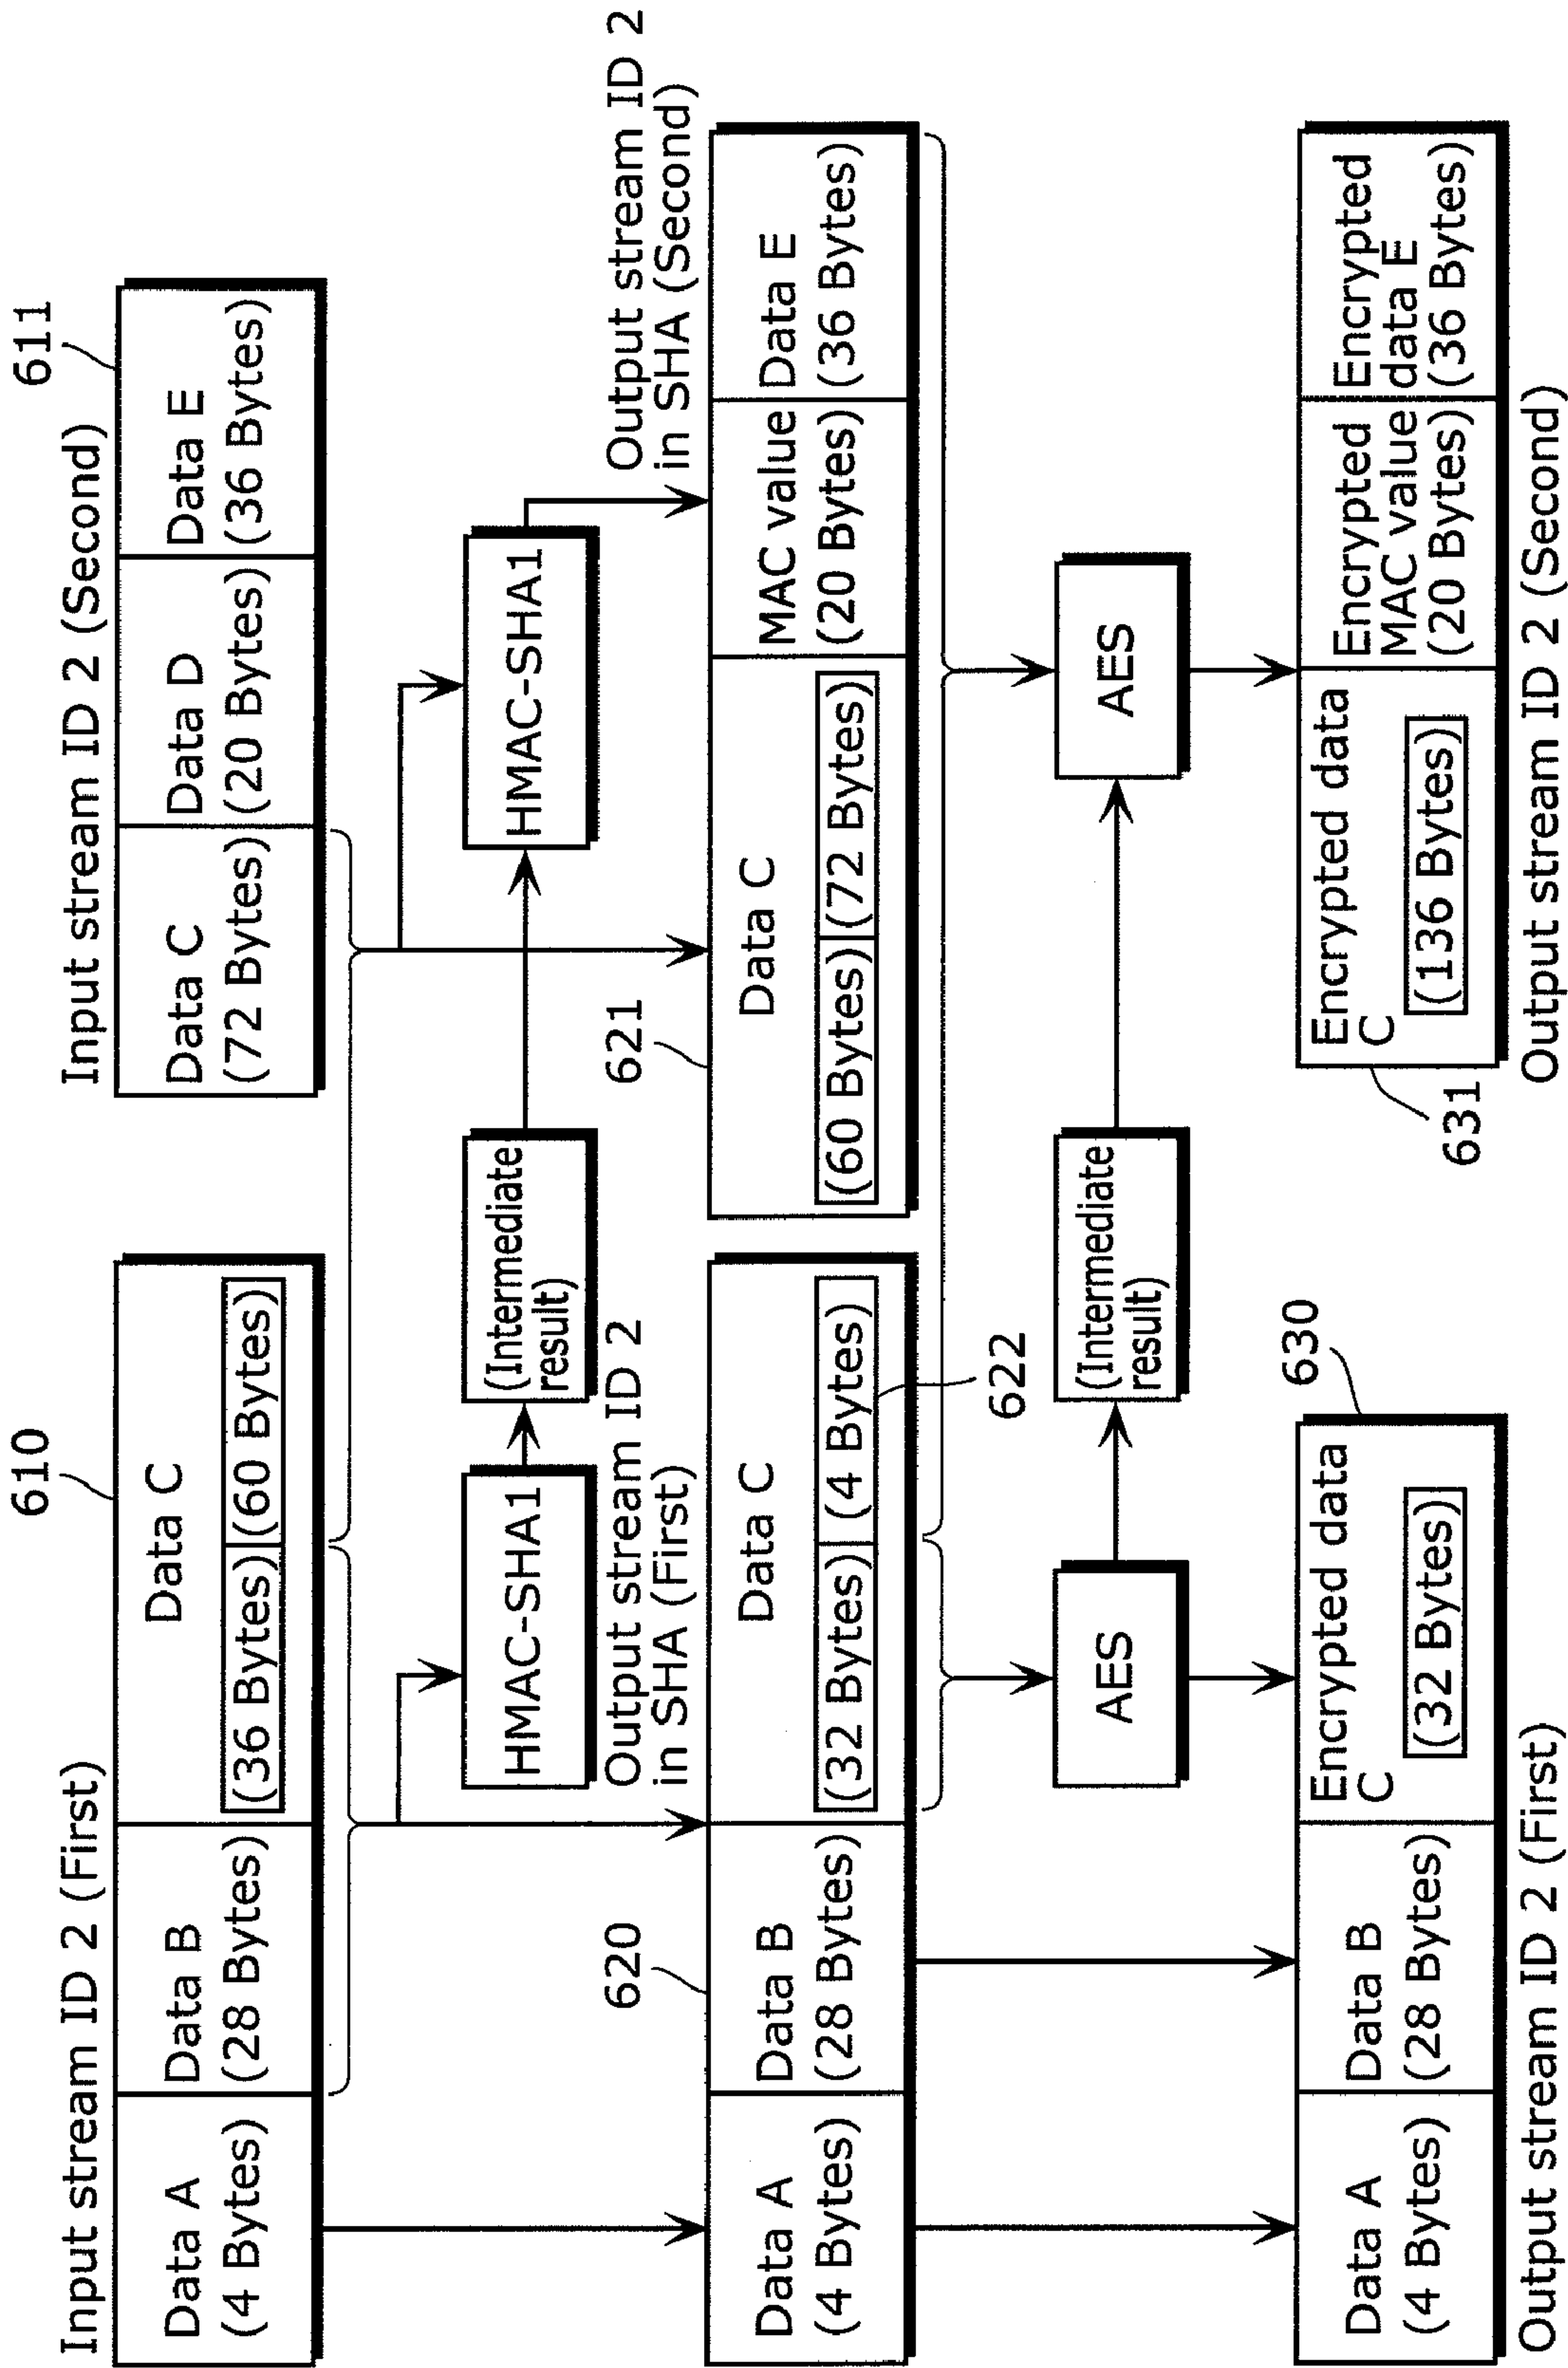 Input stream ID 2 (First)
610
Data A
(4 Bytes)
Data B
(28 Bytes)
Data C
(36 Bytes) (60 Bytes)
Input stream ID 2 (Second)
611
Data C
(72 Bytes)
Data D
(20 Bytes)
Data E
(36 Bytes)
HMAC-SHA1
(Intermediate
result)
HMAC-SHA1
Output stream ID 2
in SHA (First)
620
Data A
(4 Bytes)
Data B
(28 Bytes)
Data C
(32 Bytes) (4 Bytes)
622
Output stream ID 2
in SHA (Second)
621
Data C
(60 Bytes) (72 Bytes)
MAC value
(20 Bytes)
Data E
(36 Bytes)
AES
(Intermediate
result)
AES
630
Data A
(4 Bytes)
Data B
(28 Bytes)
Encrypted data
C
(32 Bytes)
Output stream ID 2 (First)
631
Encrypted data
C
(136 Bytes)
Encrypted
MAC value
(20 Bytes)
Encrypted
data E
(36 Bytes)
Output stream ID 2 (Second)